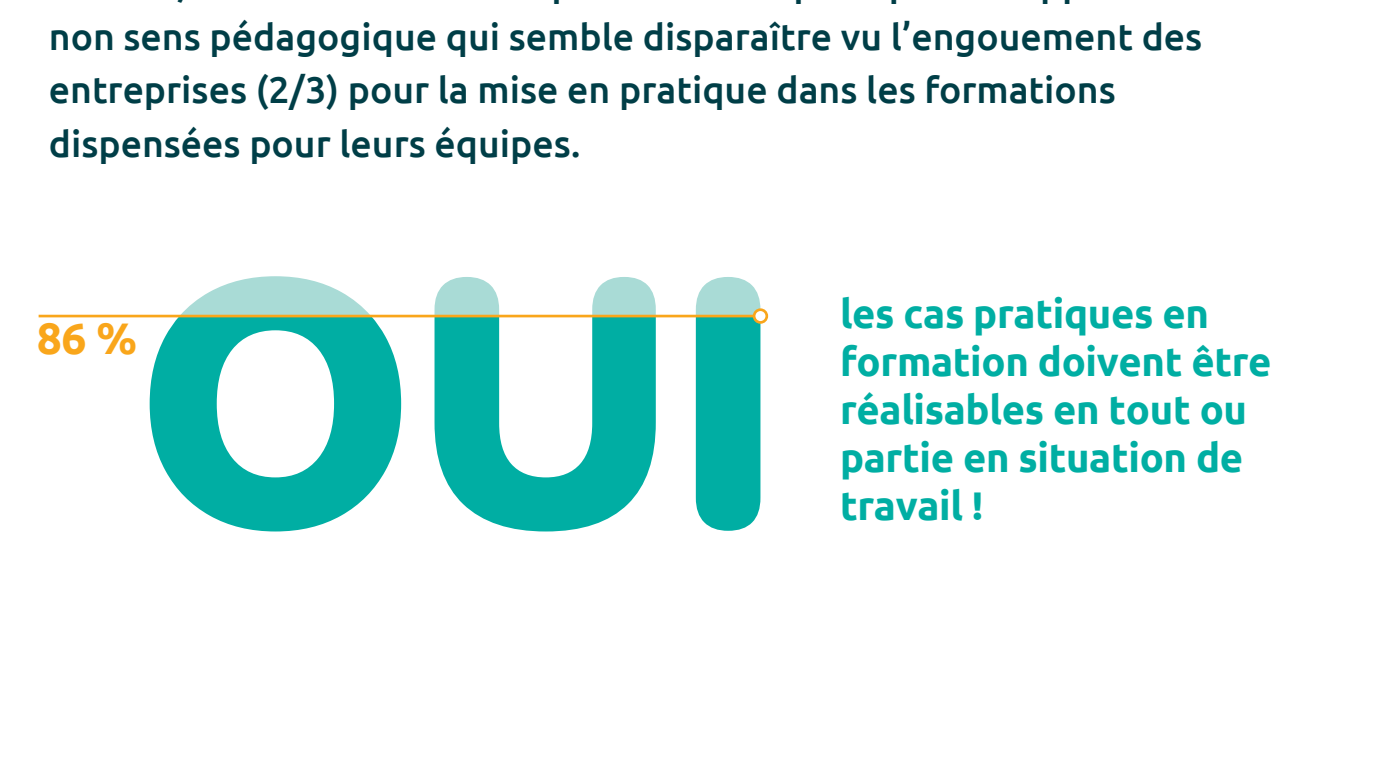 non sens pédagogique qui semble disparaître vu l’engouement des
entreprises (2/3) pour la mise en pratique dans les formations
dispensées pour leurs équipes.
86 %
OUI
les cas pratiques en
formation doivent être
réalisables en tout ou
partie en situation de
travail !